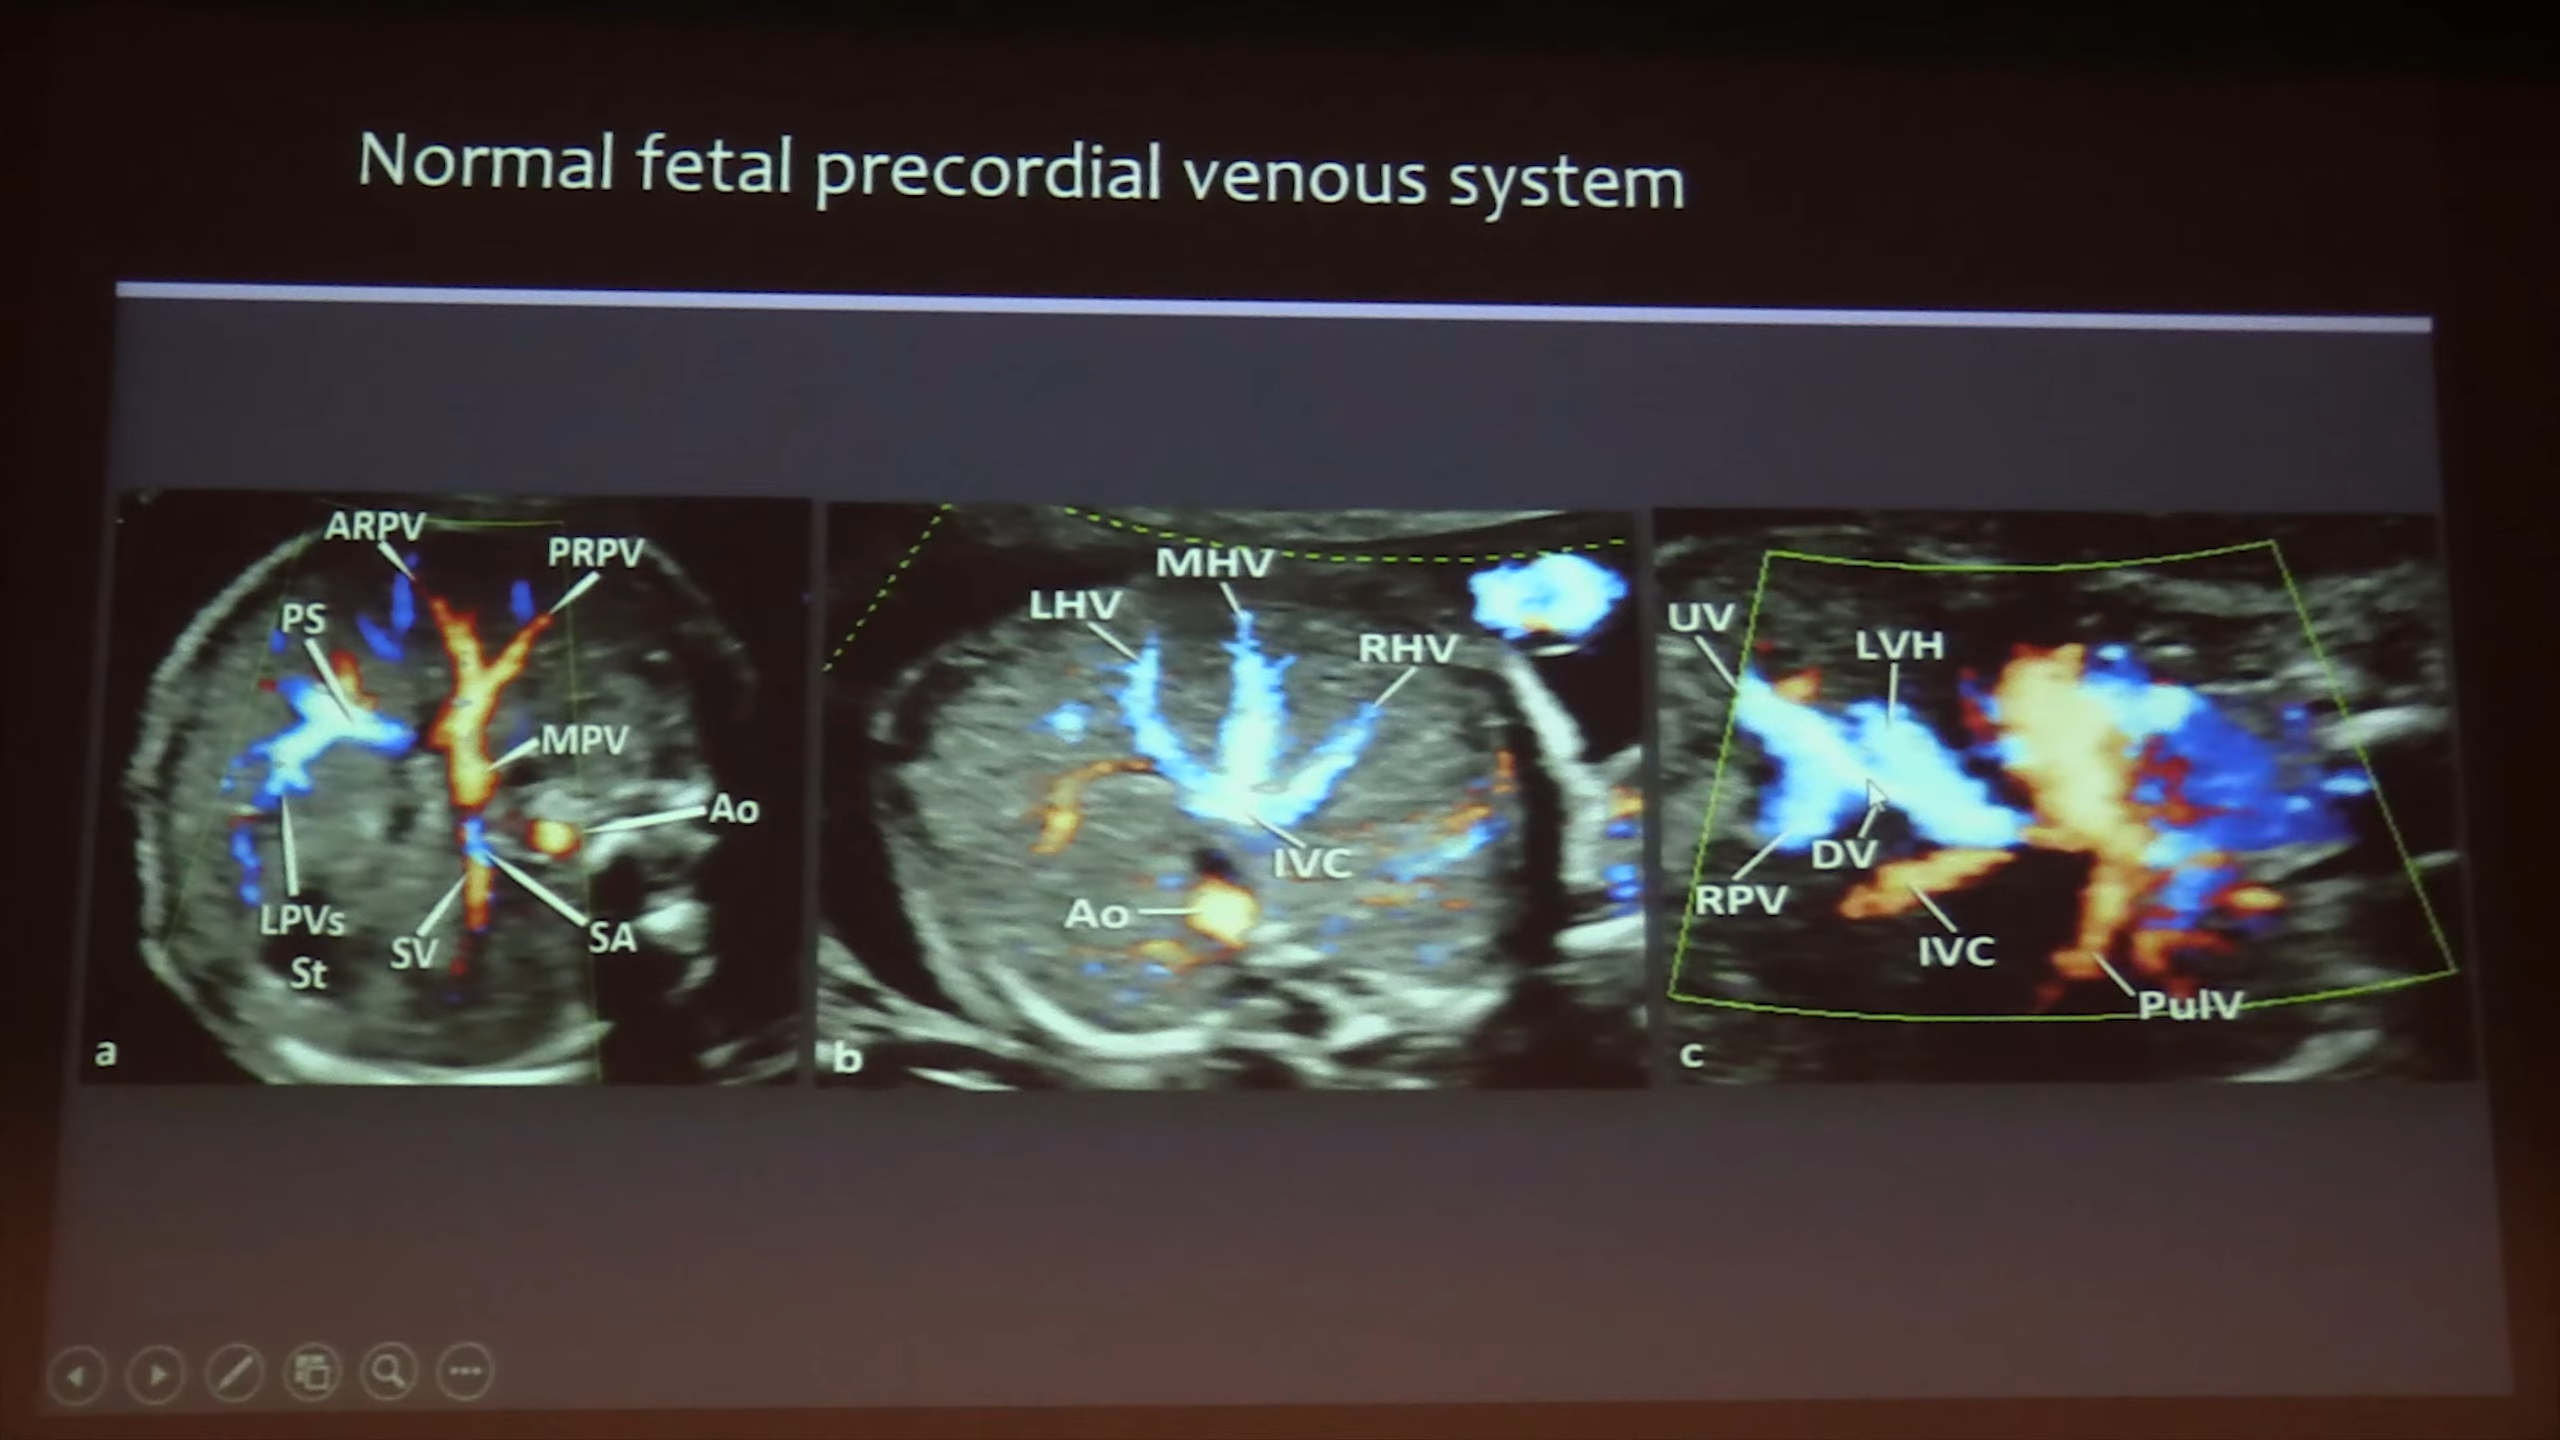 Normal fetal precordial venous system
ARPV
PRPV
PS
MPV
Ao
LPVs
St
SV
SA
a
MHV
LHV
RHV
IVC
Ao
b
UV
LVH
DV
RPV
IVC
PulV
c